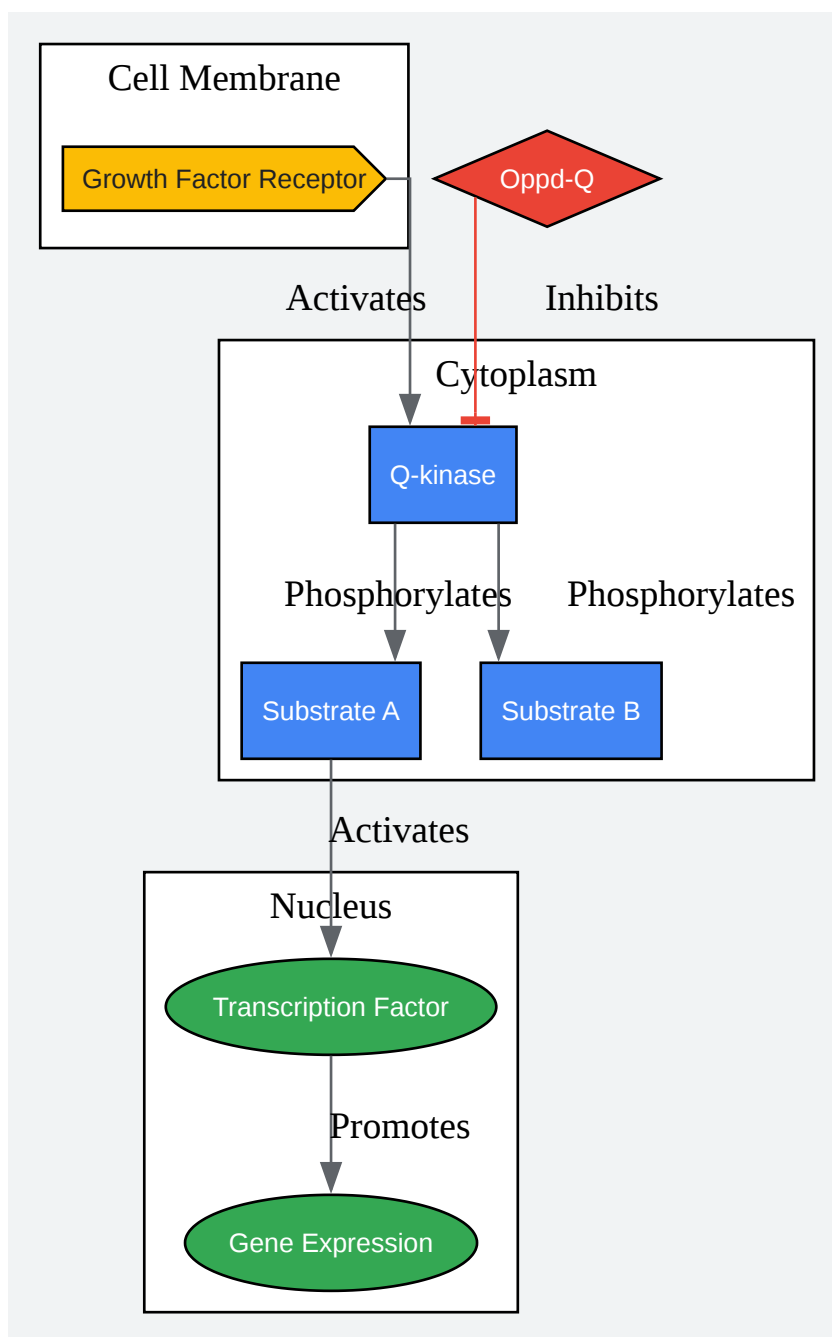 Cell Membrane
Growth Factor Receptor
Oppd-Q
Activates
Inhibits
Cytoplasm
Q-kinase
Phosphorylates
Phosphorylates
Substrate A
Substrate B
Activates
Nucleus
Transcription Factor
Promotes
Gene Expression